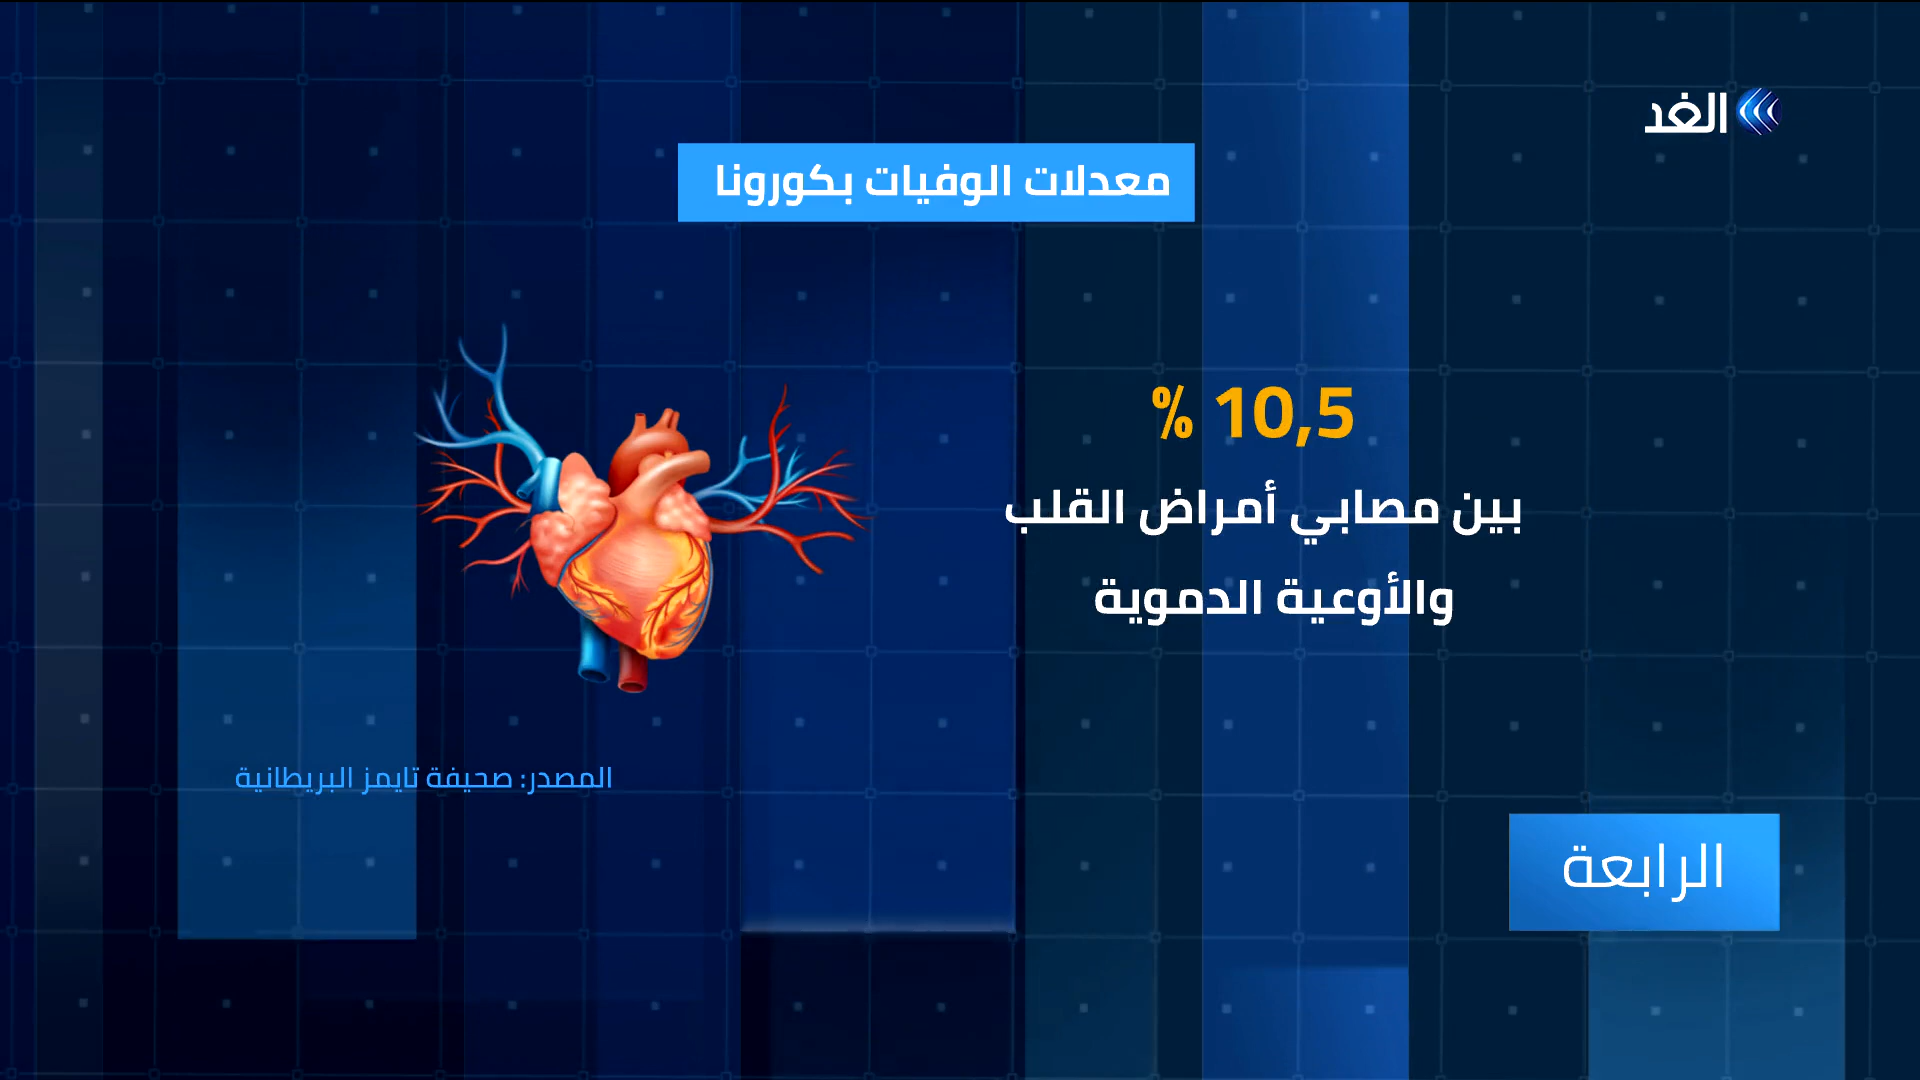 الغد
معدلات الوفيات بكورونا
% 10,5
بين مصابي أمراض القلب
والأوعية الدموية
المصدر: صحيفة تايمز البريطانية
الرابعة